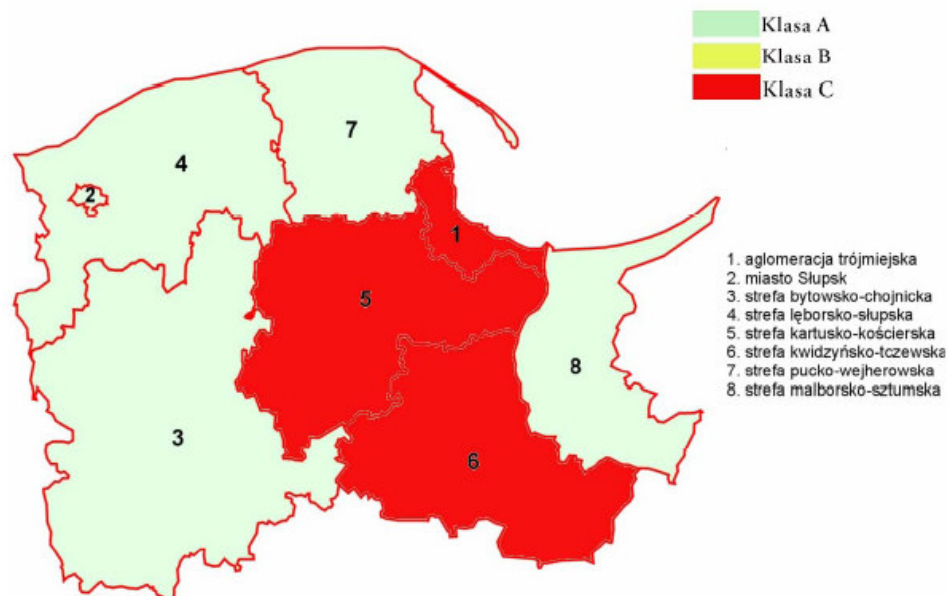 Klasa A
Klasa B
Klasa C
7
4
2
1
5
8
3
6
1. aglomeracja trójmiejska
2. miasto Słupsk
3. strefa bytowsko-chojnicka
4. strefa lęborsko-słupska
5. strefa kartusko-kościerska
6. strefa kwidzyńsko-tczewska
7. strefa pucko-wejherowska
8. strefa malborsko-sztumska